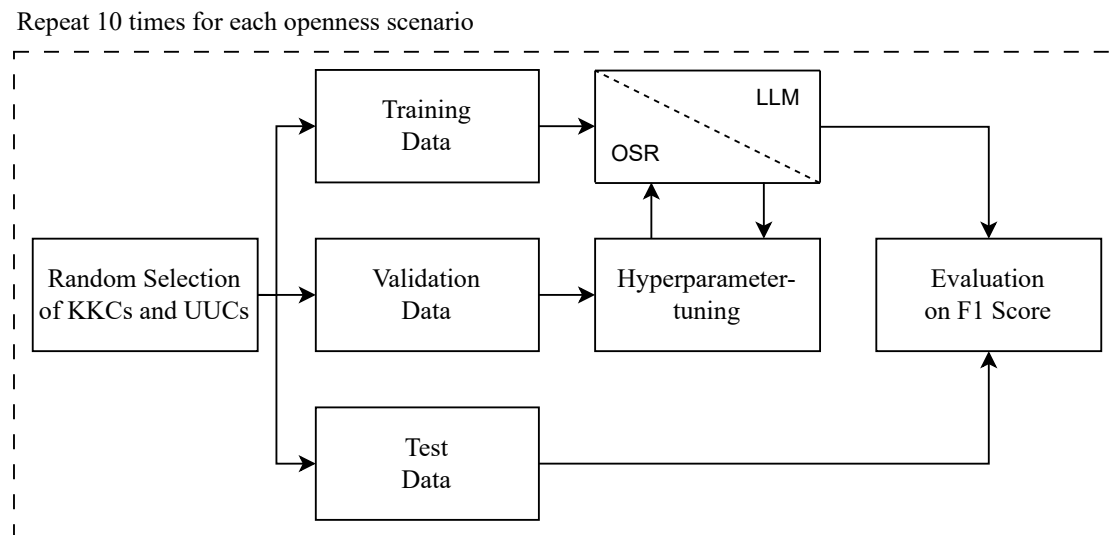 Repeat 10 times for each openness scenario
Training
Data
LLM
OSR
Random Selection
of KKCs and UUCs
Validation
Data
Hyperparameter-
tuning
Evaluation
on F1 Score
Test
Data